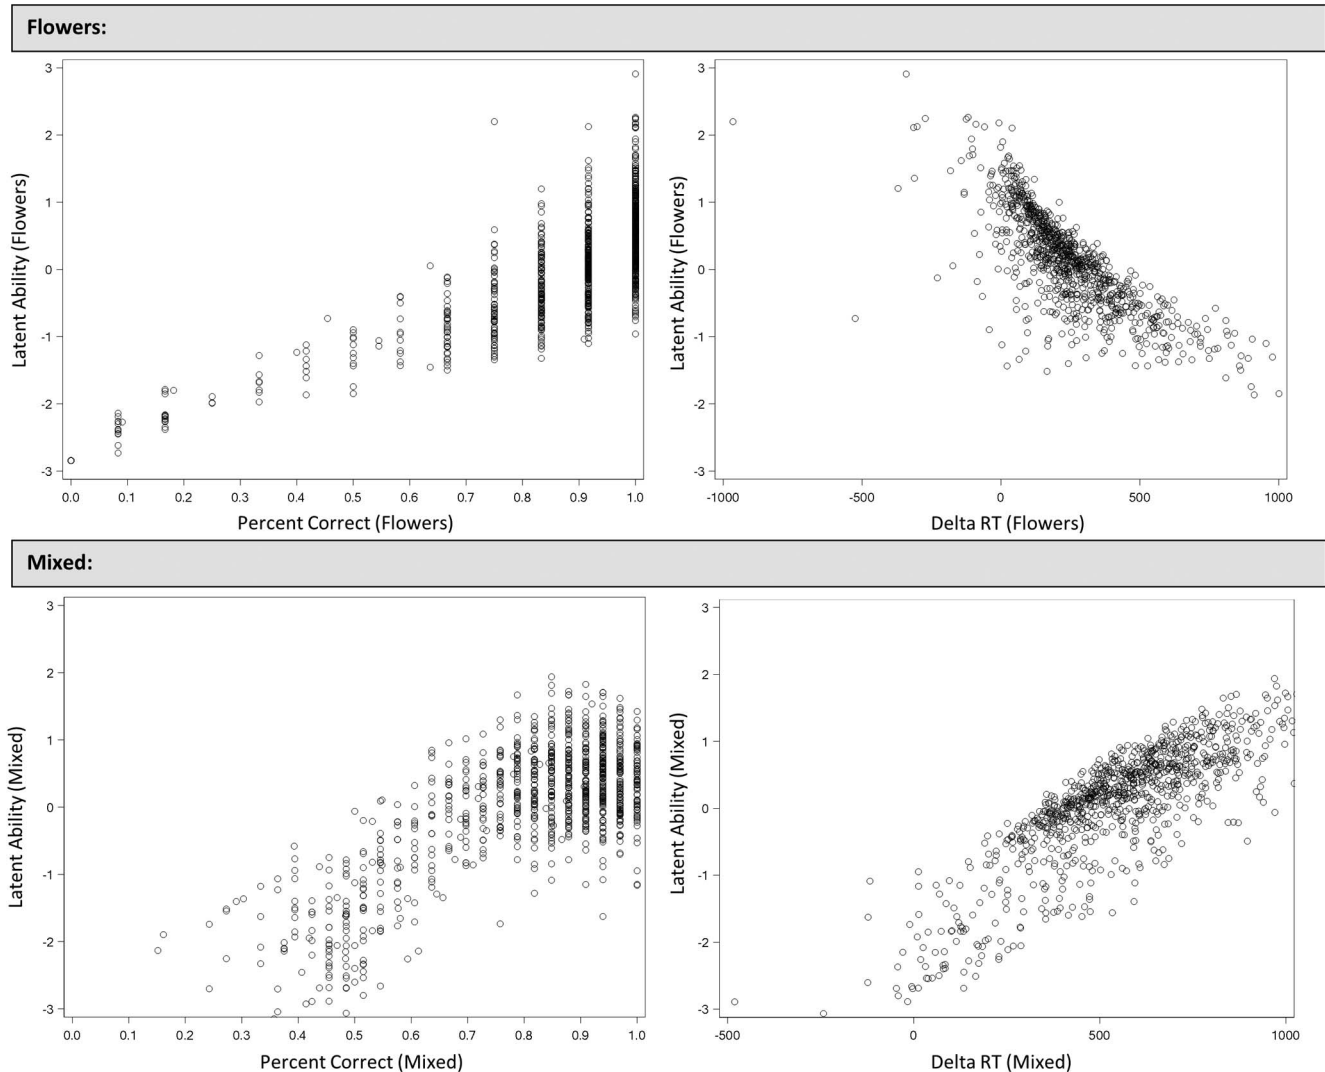 Flowers:
Latent Ability (Flowers)
3
2
1
0
-1
-2
-3
0.0 0.1 0.2 0.3 0.4 0.5 0.6 0.7 0.8 0.9 1.0
Percent Correct (Flowers)
Latent Ability (Flowers)
3
2
1
0
-1
-2
-3
-1000 -500 0 500 1000
Delta RT (Flowers)
Mixed:
Latent Ability (Mixed)
3
2
1
0
-1
-2
-3
0.0 0.1 0.2 0.3 0.4 0.5 0.6 0.7 0.8 0.9 1.0
Percent Correct (Mixed)
Latent Ability (Mixed)
3
2
1
0
-1
-2
-3
-500 0 500 1000
Delta RT (Mixed)